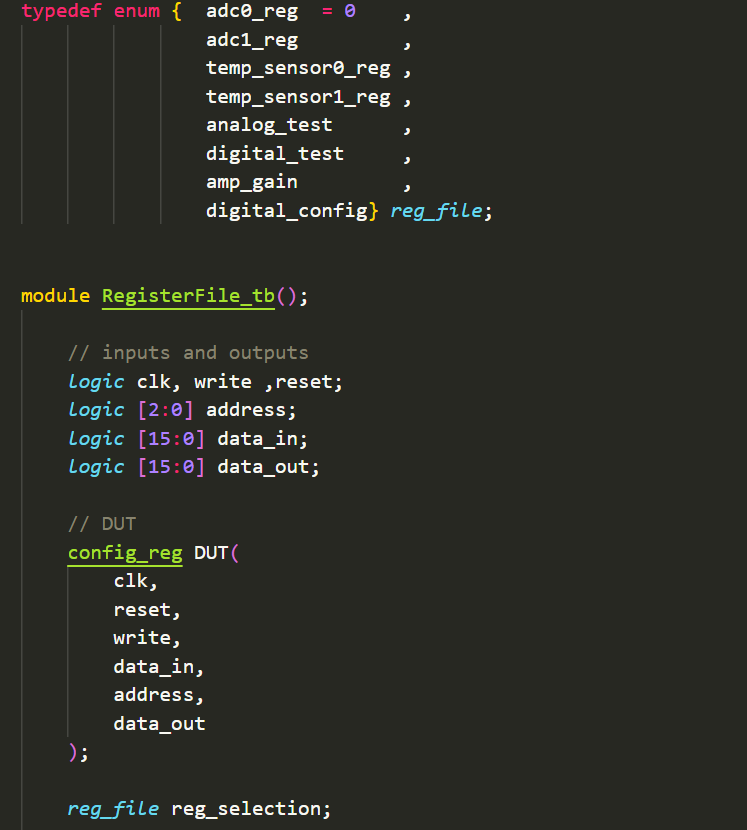 typedef enum {  adc0_reg  = 0    ,
                adc1_reg         ,
                temp_sensor0_reg ,
                temp_sensor1_reg ,
                analog_test      ,
                digital_test     ,
                amp_gain         ,
                digital_config} reg_file;
module RegisterFile_tb();
    // inputs and outputs
    logic clk, write ,reset;
    logic [2:0] address;
    logic [15:0] data_in;
    logic [15:0] data_out;
    // DUT
    config_reg DUT(
        clk,
        reset,
        write,
        data_in,
        address,
        data_out
    );
    reg_file reg_selection;